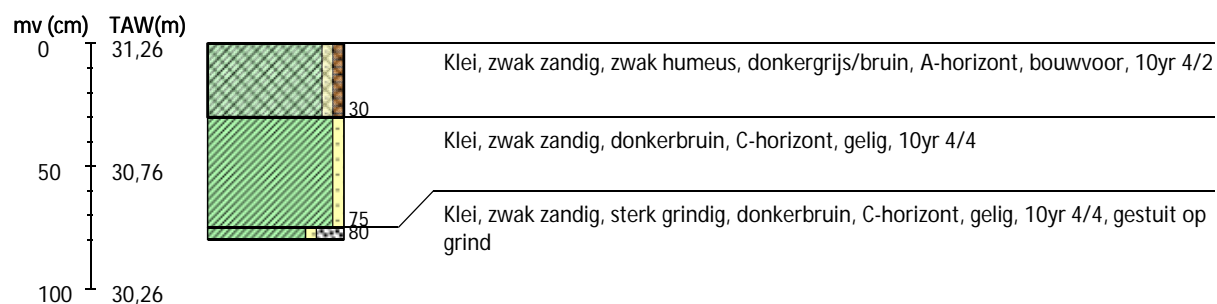 mv (cm) TAW(m)
0 31,26
Klei, zwak zandig, zwak humeus, donkergrijs/bruin, A-horizont, bouwvoor, 10yr 4/2
30
Klei, zwak zandig, donkerbruin, C-horizont, gelig, 10yr 4/4
50 30,76
75
Klei, zwak zandig, sterk grindig, donkerbruin, C-horizont, gelig, 10yr 4/4, gestuit op
grind
80
100 30,26